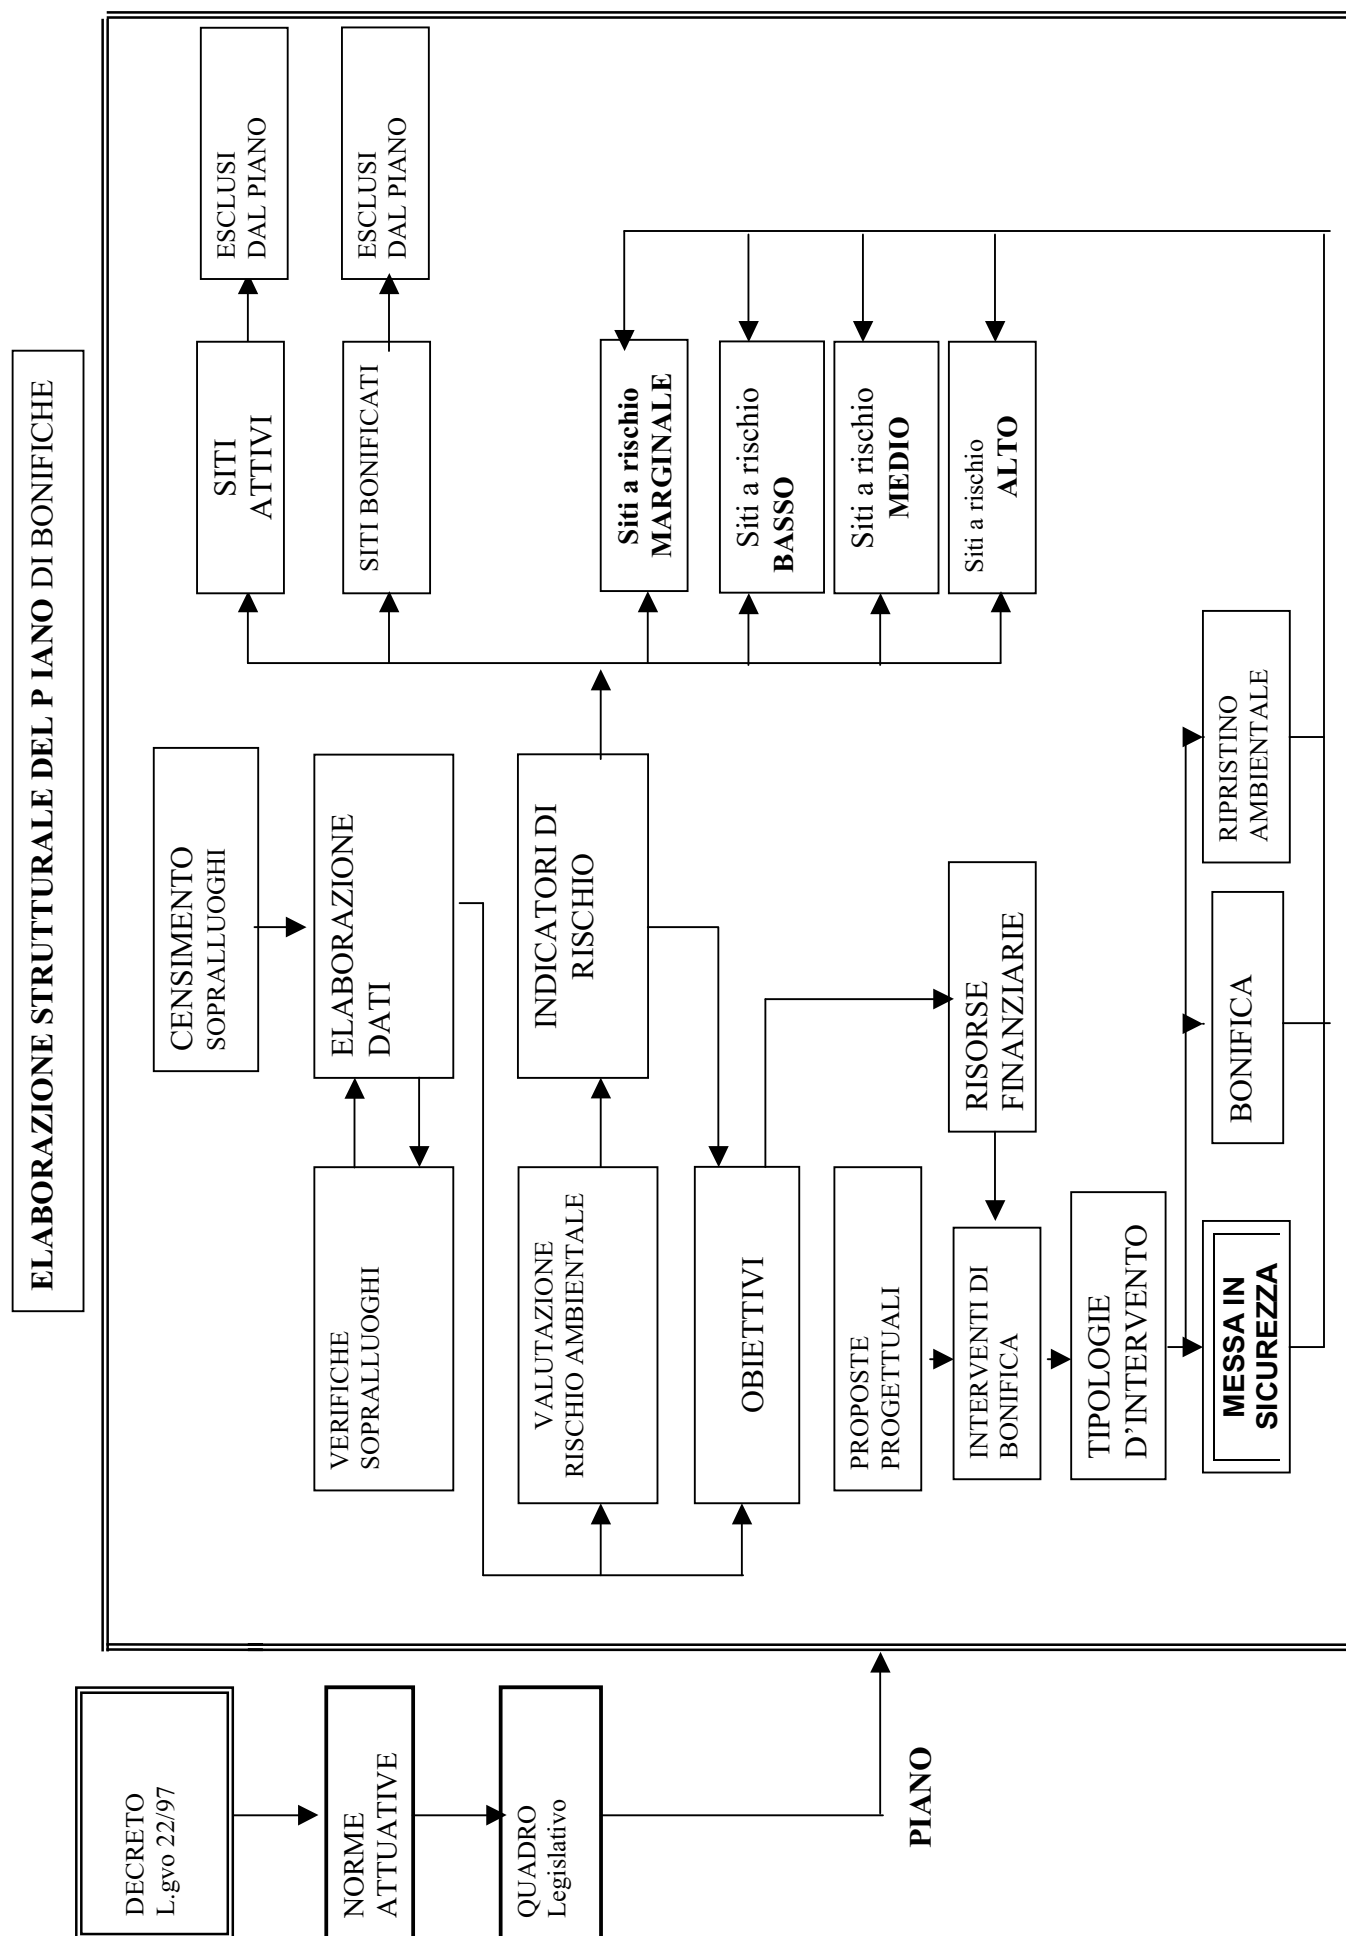 ELABORAZIONE STRUTTURALE DEL P IANO DI BONIFICHE
DECRETO
L.gvo 22/97
NORME
ATTUATIVE
QUADRO
Legislativo
PIANO
CENSIMENTO
SOPRALLUOGHI
VERIFICHE
SOPRALLUOGHI
ELABORAZIONE
DATI
VALUTAZIONE
RISCHIO AMBIENTALE
INDICATORI DI
RISCHIO
OBIETTIVI
SITI
ATTIVI
ESCLUSI
DAL PIANO
SITI BONIFICATI
ESCLUSI
DAL PIANO
Siti a rischio
MARGINALE
Siti a rischio
BASSO
Siti a rischio
MEDIO
Siti a rischio
ALTO
PROPOSTE
PROGETTUALI
RISORSE
FINANZIARIE
INTERVENTI DI
BONIFICA
TIPOLOGIE
D'INTERVENTO
MESSA IN
SICUREZZA
BONIFICA
RIPRISTINO
AMBIENTALE